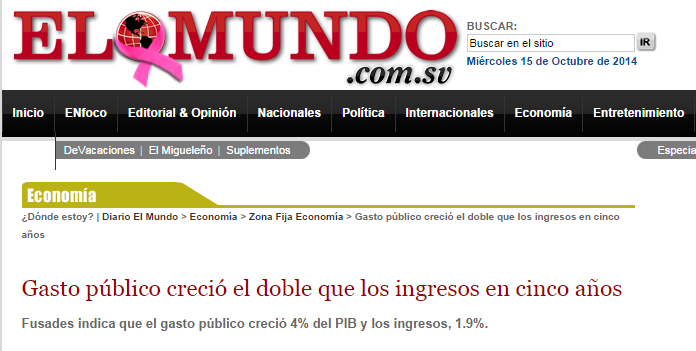 EL MUNDO
.com.sv
BUSCAR:
Buscar en el sitio IR
Miércoles 15 de Octubre de 2014
Inicio ENfoco Editorial & Opinión Nacionales Política Internacionales Economía Entretenimiento
DeVacaciones | El Migueleño | Suplementos Especia
Economía
¿Dónde estoy? | Diario El Mundo > Economía > Zona Fija Economía > Gasto público creció el doble que los ingresos en cinco
años
Gasto público creció el doble que los ingresos en cinco años
Fusades indica que el gasto público creció 4% del PIB y los ingresos, 1.9%.